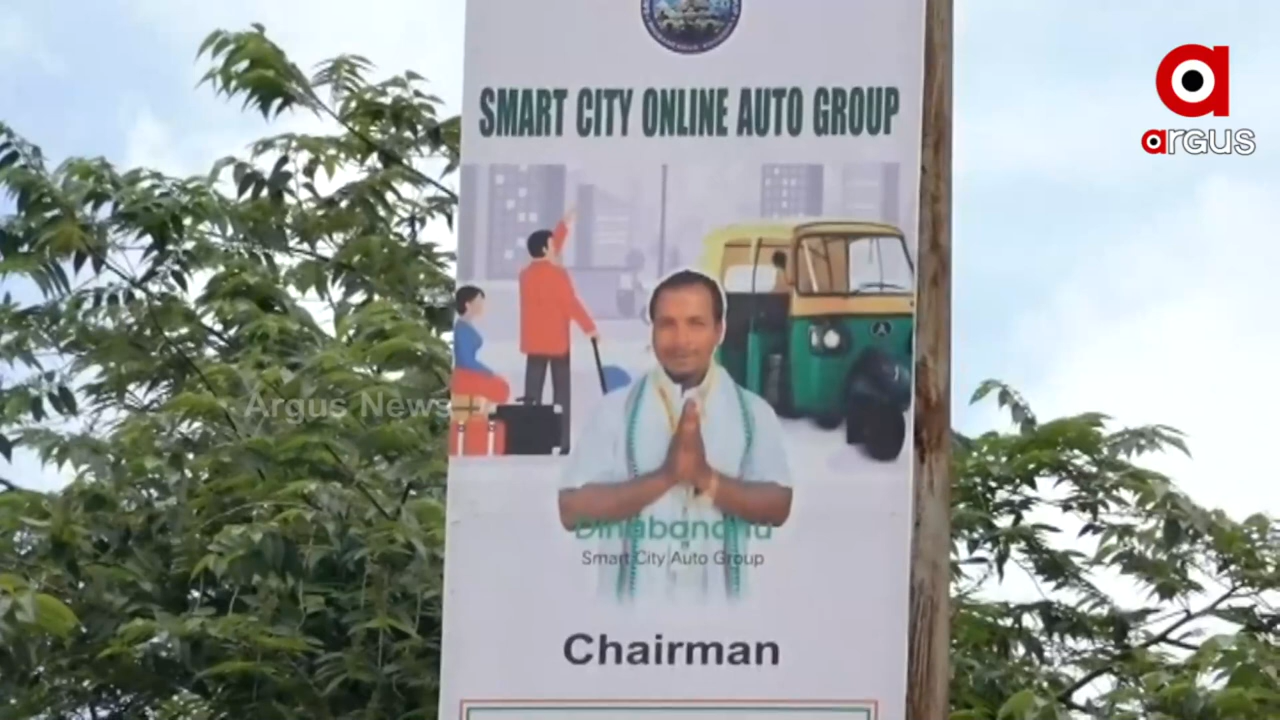 SMART CITY ONLINE AUTO GROUP
a
arGUS
Argus News
Dinabandhu
Smart City Auto Group
Chairman